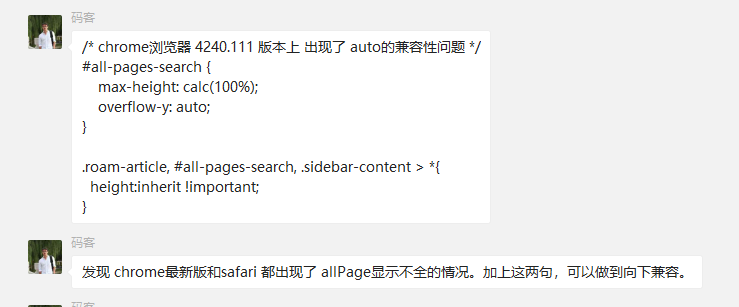 码客
/* chrome浏览器 4240.111 版本上 出现了 auto的兼容性问题 */
#all-pages-search {
    max-height: calc(100%);
    overflow-y: auto;
}

.roam-article, #all-pages-search, .sidebar-content > *{
  height:inherit !important;
}
码客
发现 chrome最新版和safari 都出现了 allPage显示不全的情况。加上这两句，可以做到向下兼容。
码客